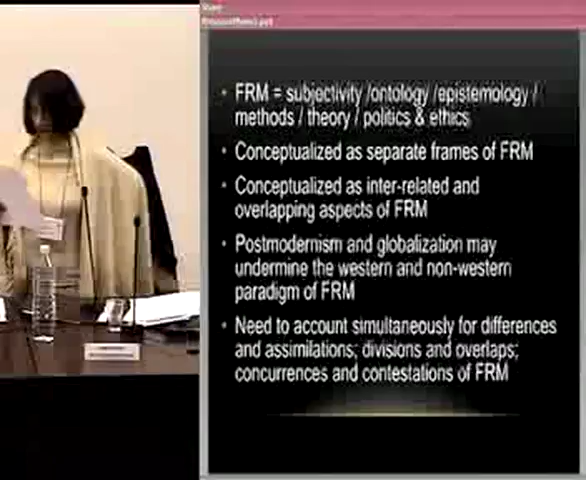 • FRM = subjectivity /ontology /epistemology /
methods / theory / politics & ethics
• Conceptualized as separate frames of FRM
• Conceptualized as inter-related and
overlapping aspects of FRM
• Postmodernism and globalization may
undermine the western and non-western
paradigm of FRM
• Need to account simultaneously for differences
and assimilations; divisions and overlaps;
concurrences and contestations of FRM